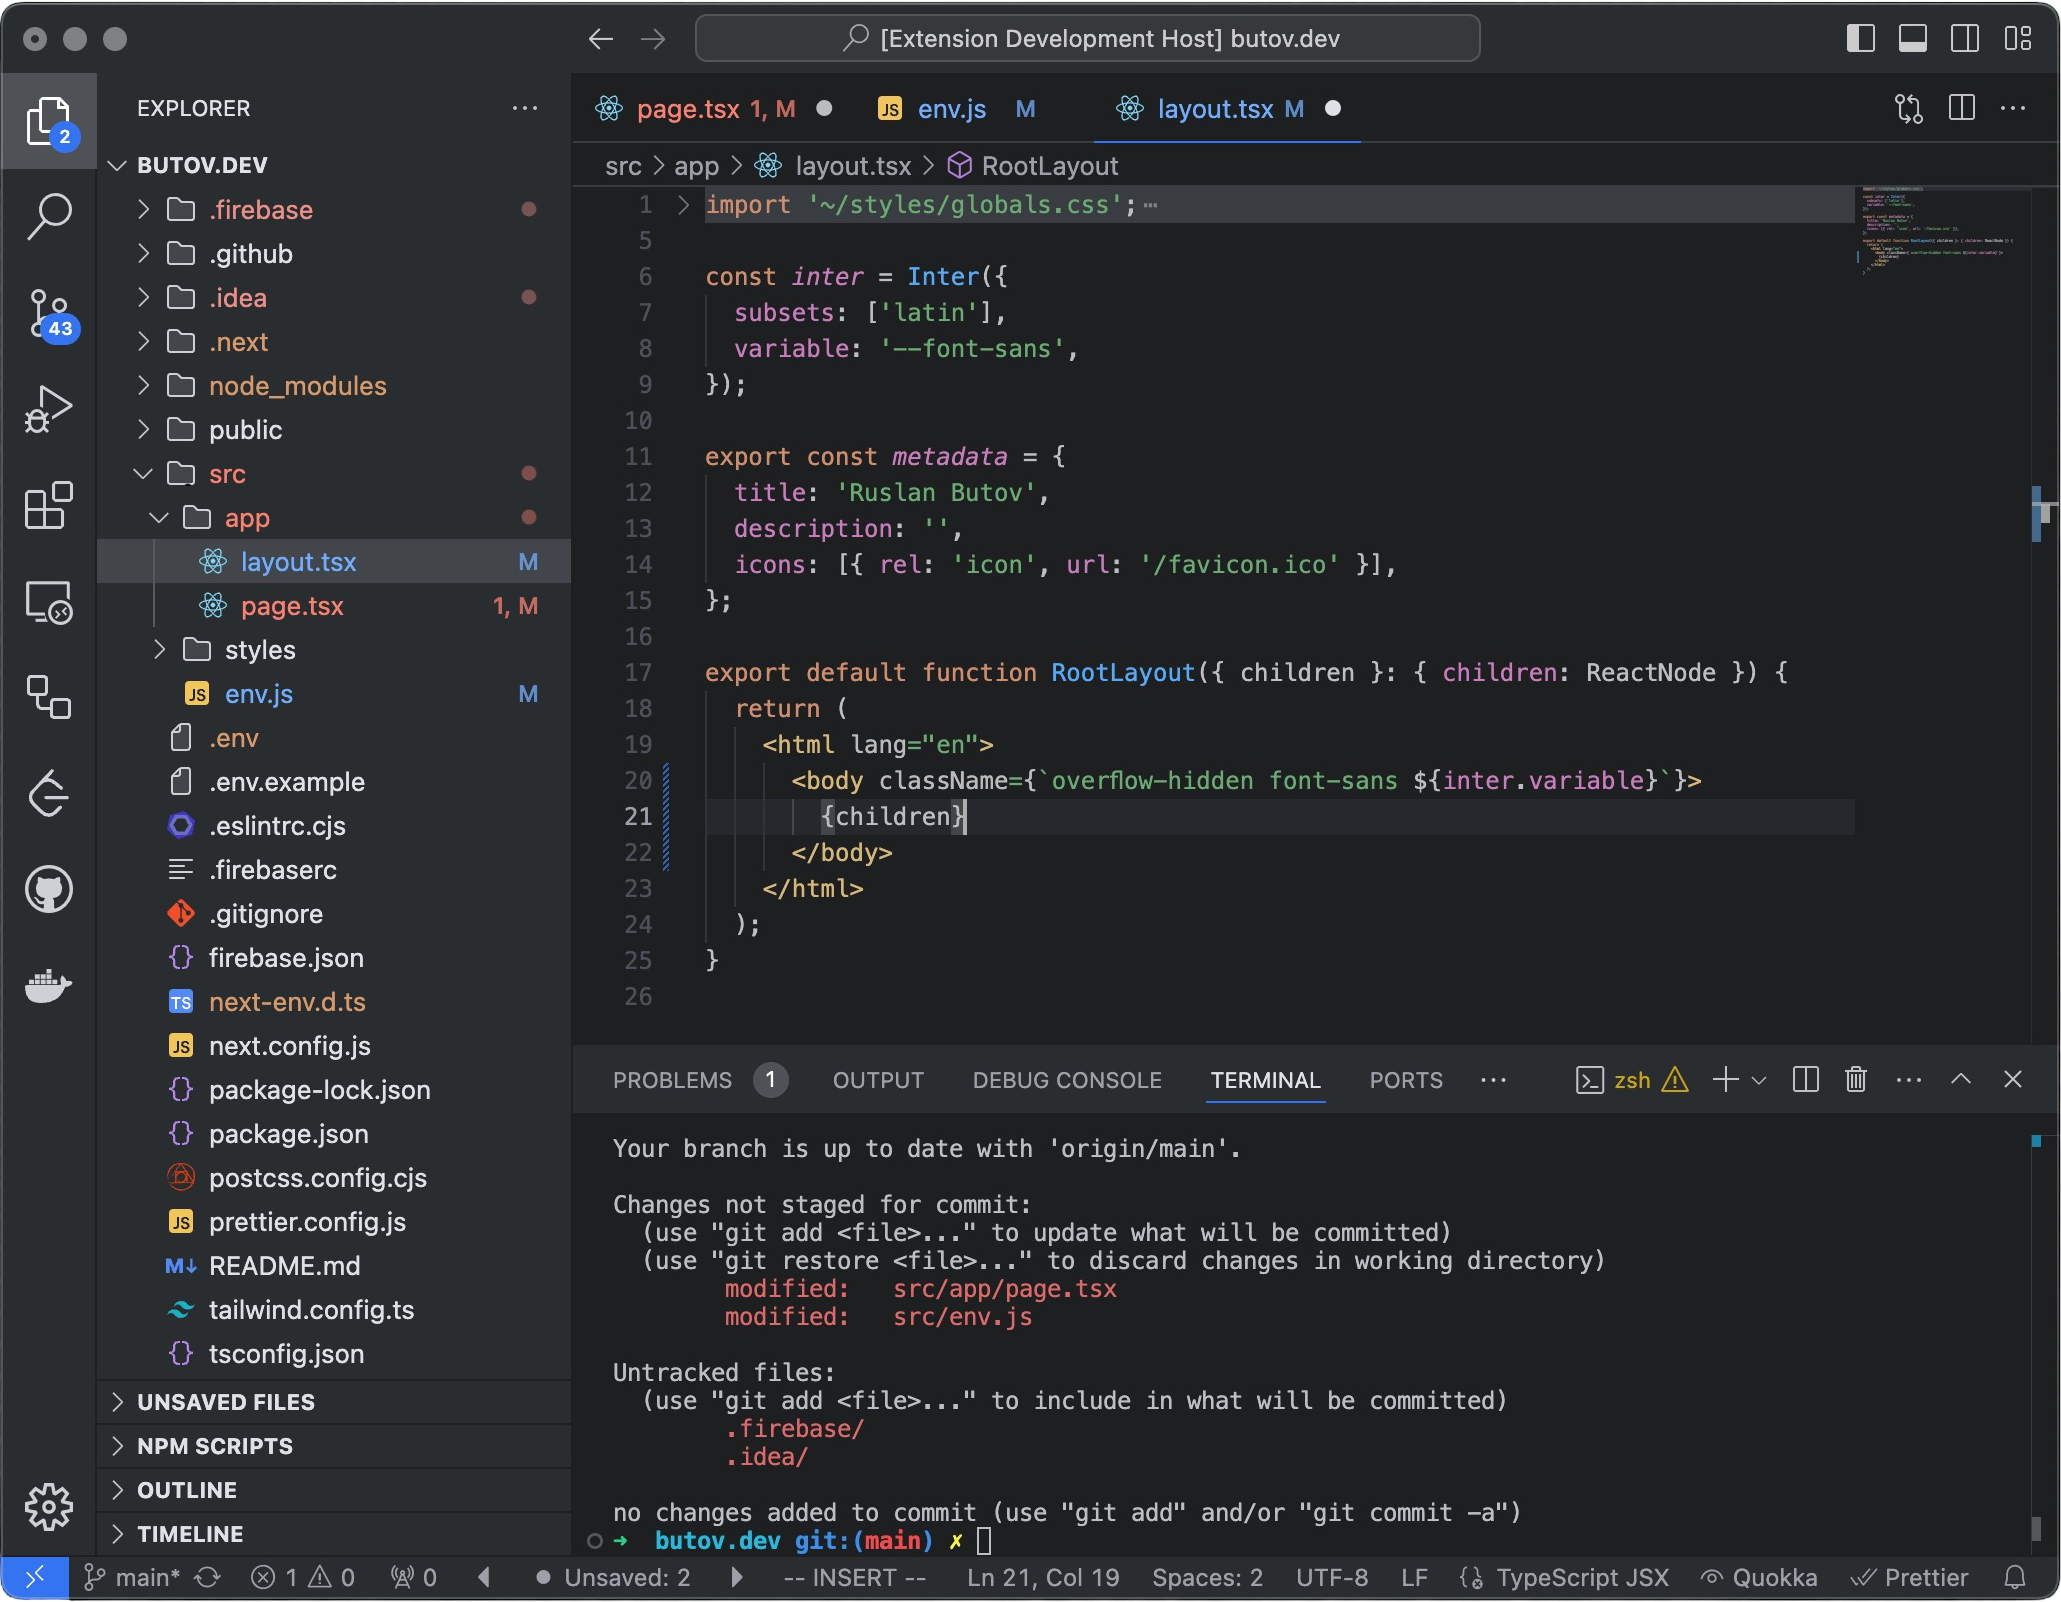 [Extension Development Host] butov.dev
2
43
EXPLORER
BUTOV.DEV
.firebase
.github
.idea
.next
node_modules
public
src
app
layout.tsx M
page.tsx 1, M
styles
JS env.js M
.env
.env.example
.eslintrc.cjs
.firebaserc
.gitignore
{} firebase.json
TS next-env.d.ts
JS next.config.js
{} package-lock.json
{} package.json
postcss.config.cjs
JS prettier.config.js
M↓ README.md
tailwind.config.ts
{} tsconfig.json
UNSAVED FILES
NPM SCRIPTS
OUTLINE
TIMELINE
page.tsx 1, M JS env.js M layout.tsx M
src > app > layout.tsx > RootLayout
1 import '~/styles/globals.css';
5
6 const inter = Inter({
7 subsets: ['latin'],
8 variable: '--font-sans',
9 });
10
11 export const metadata = {
12 title: 'Ruslan Butov',
13 description: '',
14 icons: [{ rel: 'icon', url: '/favicon.ico' }],
15 };
16
17 export default function RootLayout({ children }: { children: ReactNode }) {
18 return (
19 <html lang="en">
20 <body className={`overflow-hidden font-sans ${inter.variable}`}>
21 {children}
22 </body>
23 </html>
24 );
25 }
26
PROBLEMS 1 OUTPUT DEBUG CONSOLE TERMINAL PORTS zsh
Your branch is up to date with 'origin/main'.
Changes not staged for commit:
(use "git add <file>..." to update what will be committed)
(use "git restore <file>..." to discard changes in working directory)
modified: src/app/page.tsx
modified: src/env.js
Untracked files:
(use "git add <file>..." to include in what will be committed)
.firebase/
.idea/
no changes added to commit (use "git add" and/or "git commit -a")
➜ butov.dev git:(main) ✗
main* 1 0 0 Unsaved: 2 -- INSERT -- Ln 21, Col 19 Spaces: 2 UTF-8 LF TypeScript JSX Quokka Prettier